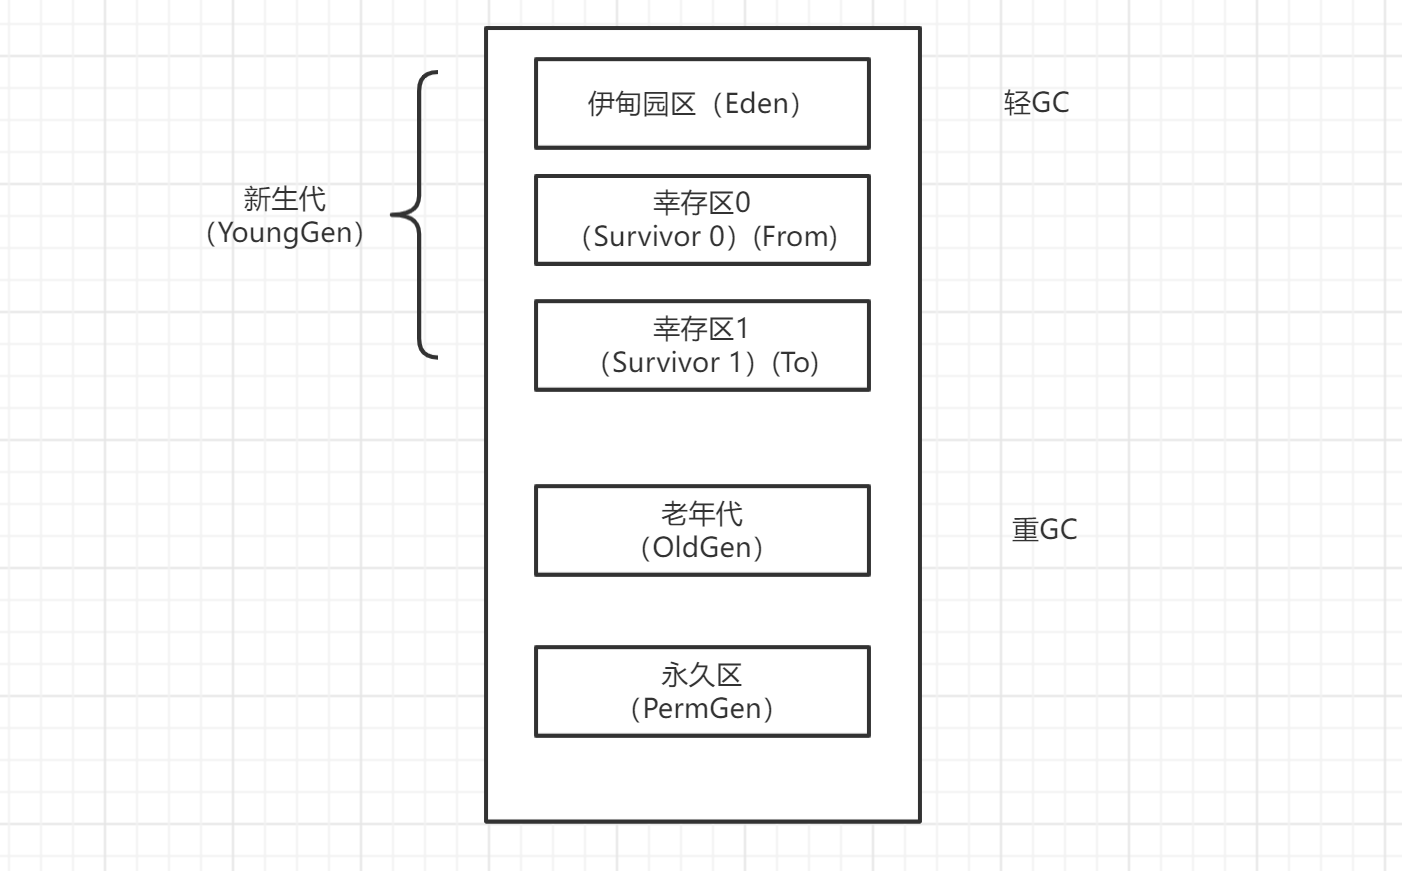 伊甸园区（Eden）
轻GC
新生代
（YoungGen）
幸存区0
（Survivor 0）(From)
幸存区1
（Survivor 1）(To)
老年代
（OldGen）
重GC
永久区
（PermGen）